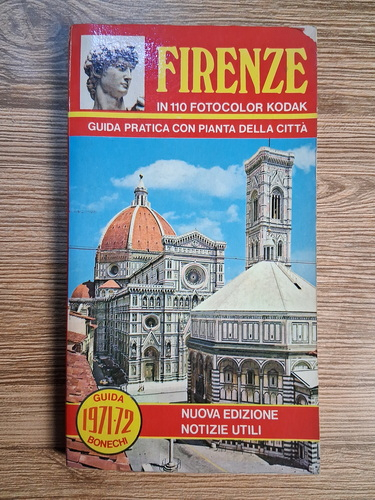 FIRENZE
IN 110 FOTOCOLOR KODAK
GUIDA PRATICA CON PIANTA DELLA CITTÀ
GUIDA
1971-72
BONECHI
NUOVA EDIZIONE
NOTIZIE UTILI